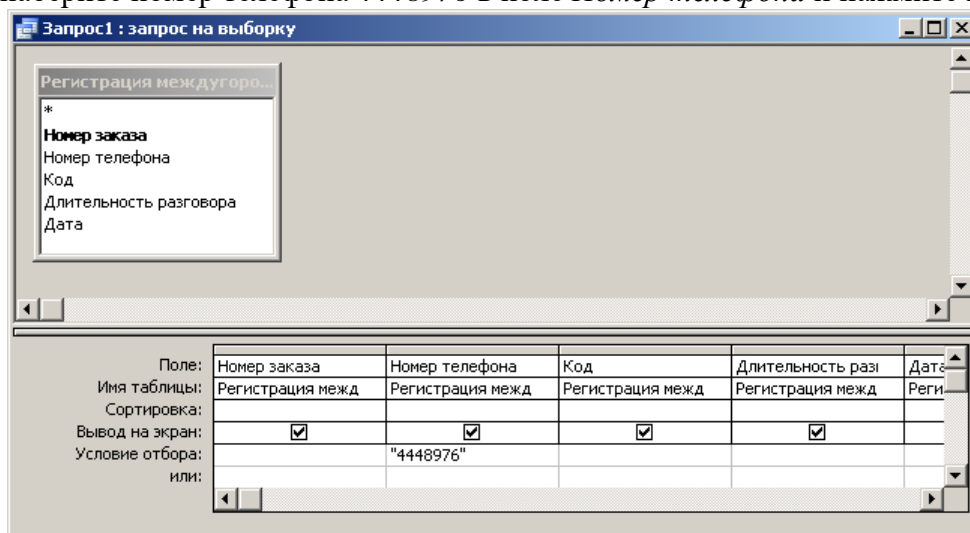 Запрос1 : запрос на выборку
Регистрация междугоро...
*
Номер заказа
Номер телефона
Код
Длительность разговора
Дата
Поле: Номер заказа Номер телефона Код Длительность разг Дата
Имя таблицы: Регистрация межд Регистрация межд Регистрация межд Регистрация межд Реги
Сортировка:
Вывод на экран:
Условие отбора: "4448976"
или: